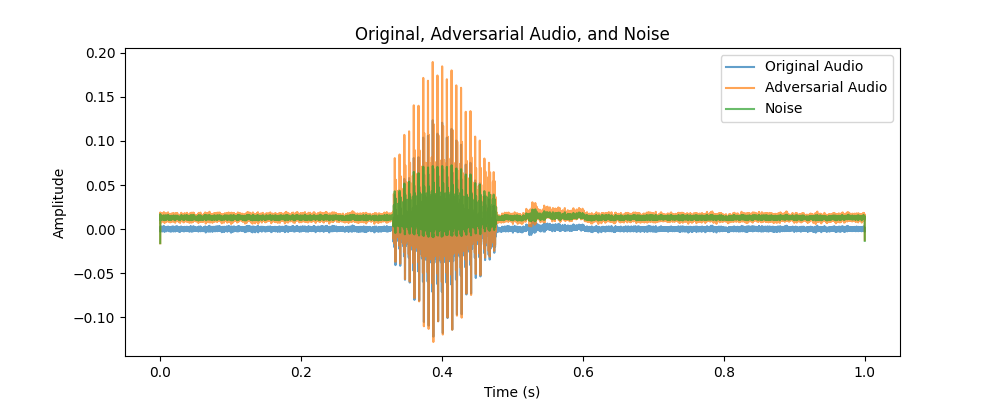 Original, Adversarial Audio, and Noise
Original Audio
Adversarial Audio
Noise
Amplitude
0.20
0.15
0.10
0.05
0.00
−0.05
−0.10
0.0 0.2 0.4 0.6 0.8 1.0
Time (s)